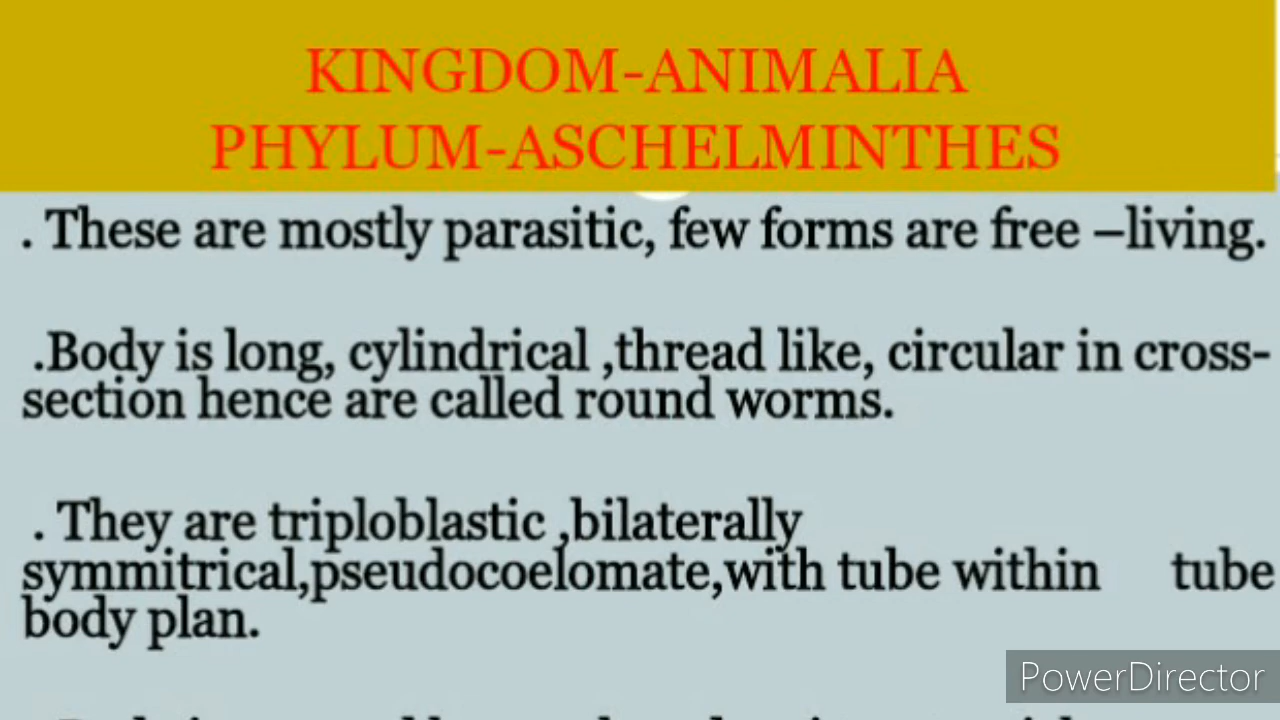 KINGDOM-ANIMALIA
PHYLUM-ASCHELMINTHES
. These are mostly parasitic, few forms are free –living.
.Body is long, cylindrical ,thread like, circular in cross-
section hence are called round worms.
. They are triploblastic ,bilaterally
symmitrical,pseudocoelomate,with tube within tube
body plan.
PowerDirector